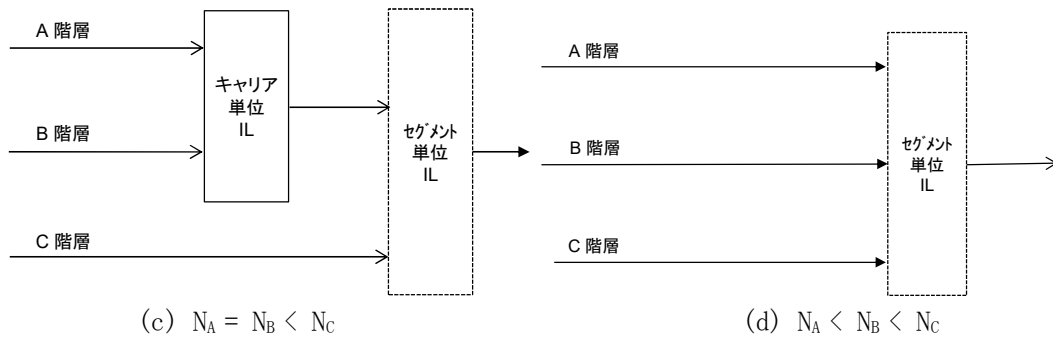 A 階層
B 階層
C 階層
キャリア
単位
IL
ｾｸﾞﾒﾝﾄ
単位
IL
(c) N_A = N_B < N_C
A 階層
B 階層
C 階層
ｾｸﾞﾒﾝﾄ
単位
IL
(d) N_A < N_B < N_C